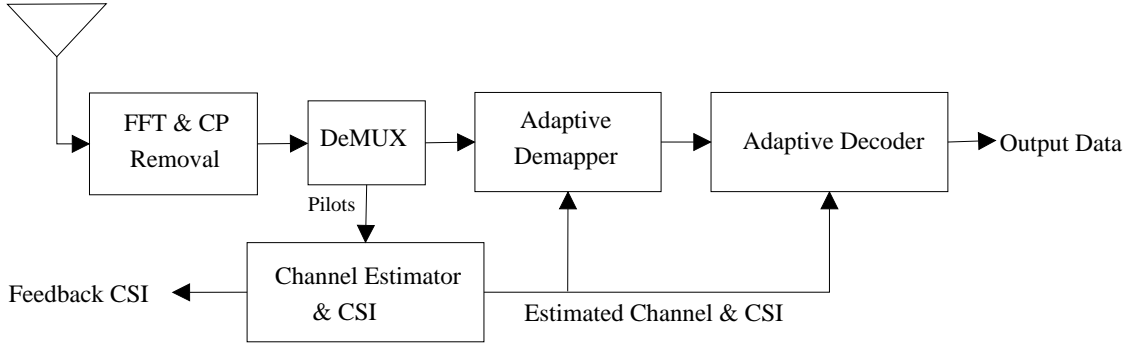 FFT & CP
Removal
DeMUX
Adaptive
Demapper
Adaptive Decoder
Output Data
Pilots
Channel Estimator
& CSI
Feedback CSI
Estimated Channel & CSI